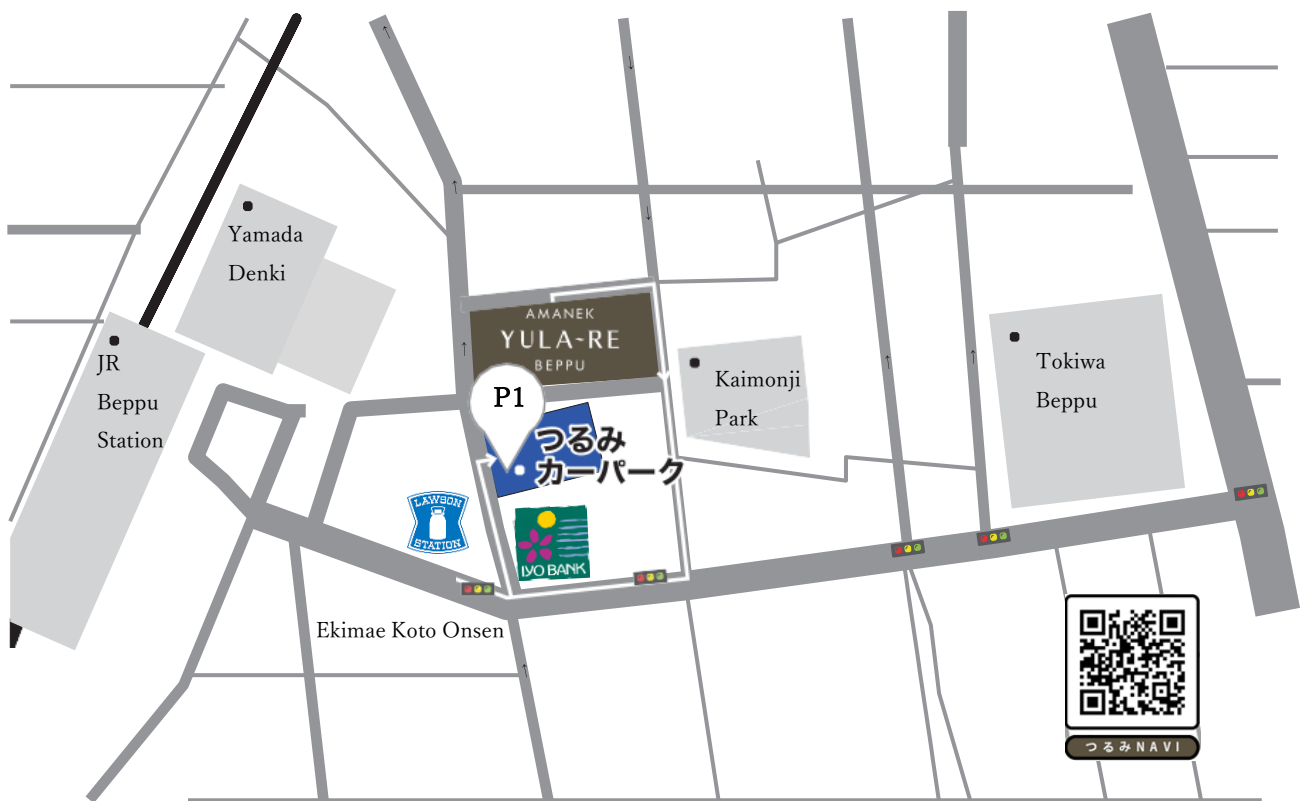 Yamada
Denki
JR
Beppu
Station
AMANEK
YULA~RE
BEPPU
P1
つるみ
カーパーク
Kaimonji
Park
Tokiwa
Beppu
LAWSON
STATION
IYO BANK
Ekimae Koto Onsen
つるみNAVI